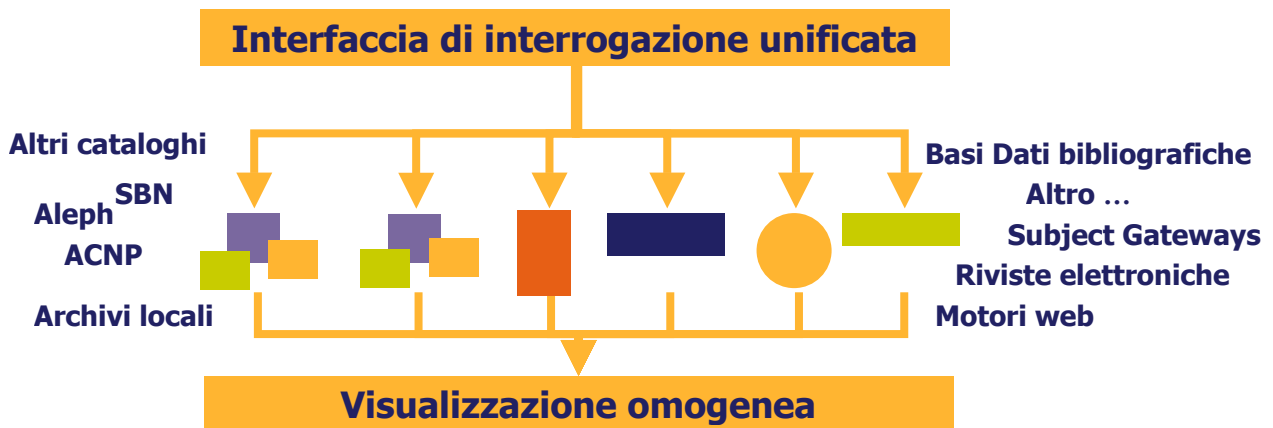 Interfaccia di interrogazione unificata
Altri cataloghi
SBN
Aleph
ACNP
Archivi locali
Basi Dati bibliografiche
Altro …
Subject Gateways
Riviste elettroniche
Motori web
Visualizzazione omogenea